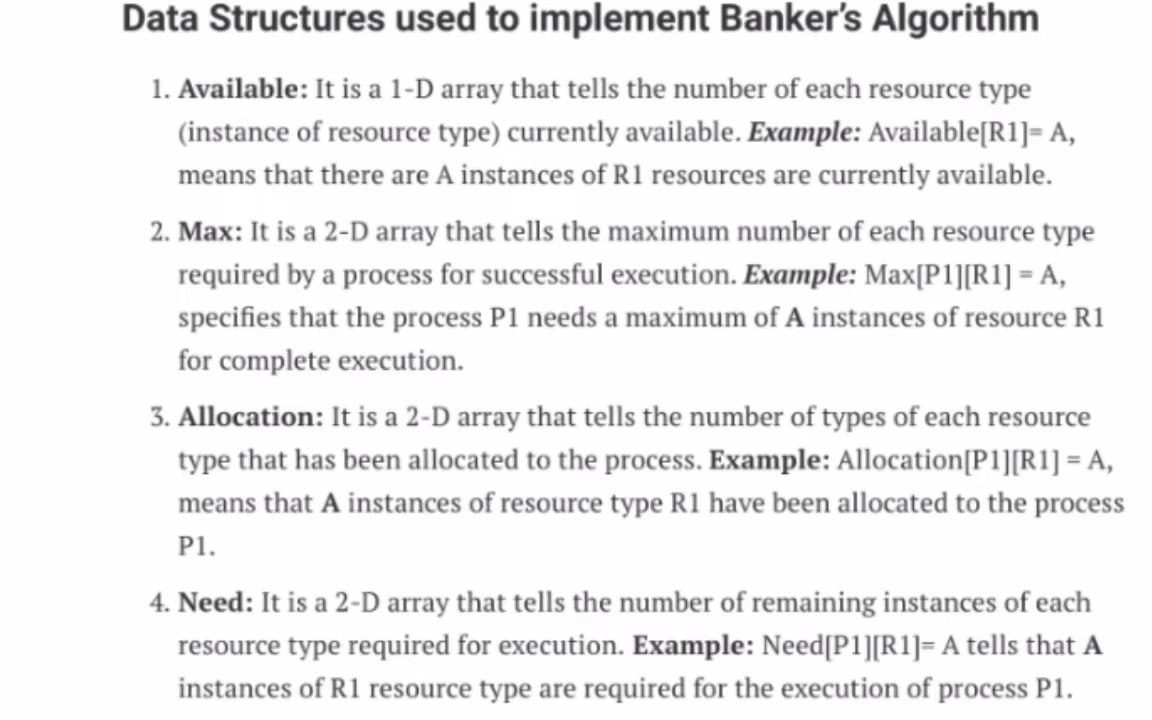 Data Structures used to implement Banker's Algorithm
1. Available: It is a 1-D array that tells the number of each resource type
(instance of resource type) currently available. Example: Available[R1]= A,
means that there are A instances of R1 resources are currently available.
2. Max: It is a 2-D array that tells the maximum number of each resource type
required by a process for successful execution. Example: Max[P1][R1] = A,
specifies that the process P1 needs a maximum of A instances of resource R1
for complete execution.
3. Allocation: It is a 2-D array that tells the number of types of each resource
type that has been allocated to the process. Example: Allocation[P1][R1] = A,
means that A instances of resource type R1 have been allocated to the process
P1.
4. Need: It is a 2-D array that tells the number of remaining instances of each
resource type required for execution. Example: Need[P1][R1]= A tells that A
instances of R1 resource type are required for the execution of process P1.